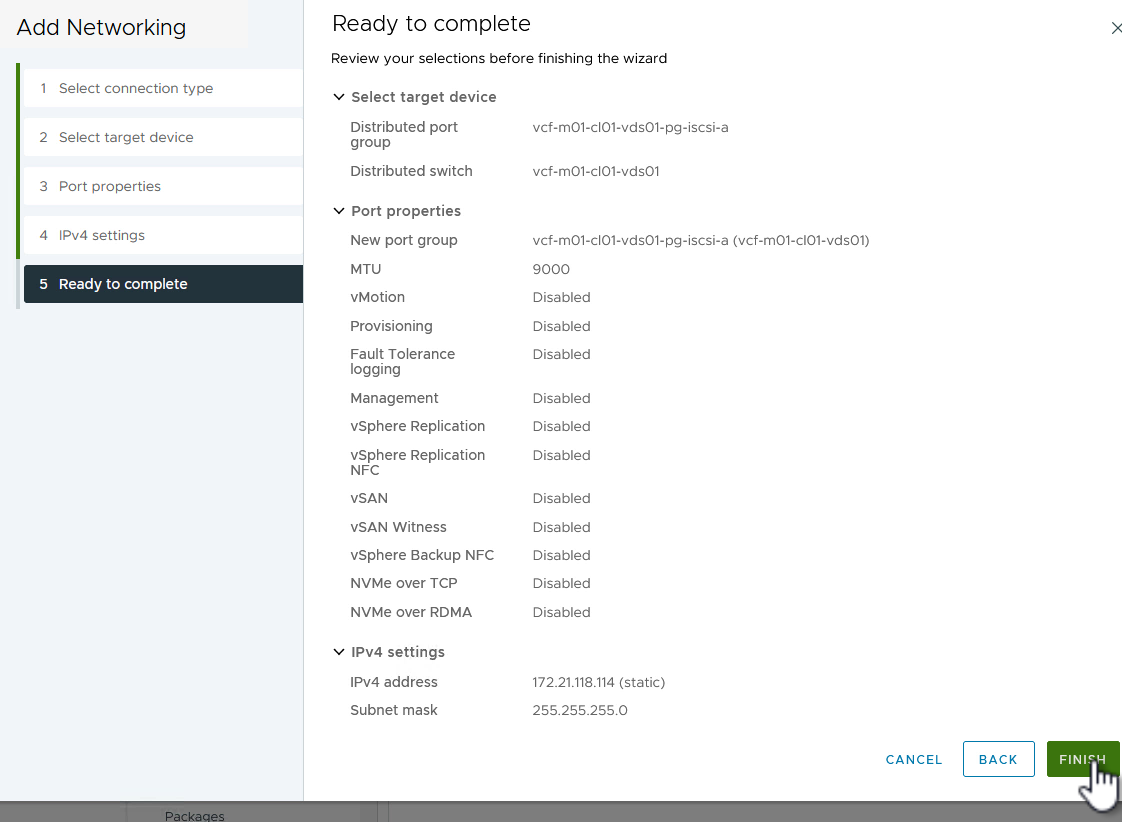 Add Networking
1 Select connection type
2 Select target device
3 Port properties
4 IPv4 settings
5 Ready to complete
Ready to complete
Review your selections before finishing the wizard
Select target device
Distributed port
group
vcf-m01-cl01-vds01-pg-iscsi-a
Distributed switch vcf-m01-cl01-vds01
Port properties
New port group vcf-m01-cl01-vds01-pg-iscsi-a (vcf-m01-cl01-vds01)
MTU 9000
vMotion Disabled
Provisioning Disabled
Fault Tolerance
logging
Disabled
Management Disabled
vSphere Replication Disabled
vSphere Replication
NFC
Disabled
vSAN Disabled
vSAN Witness Disabled
vSphere Backup NFC Disabled
NVMe over TCP Disabled
NVMe over RDMA Disabled
IPv4 settings
IPv4 address 172.21.118.114 (static)
Subnet mask 255.255.255.0
CANCEL BACK FINISH
Packages